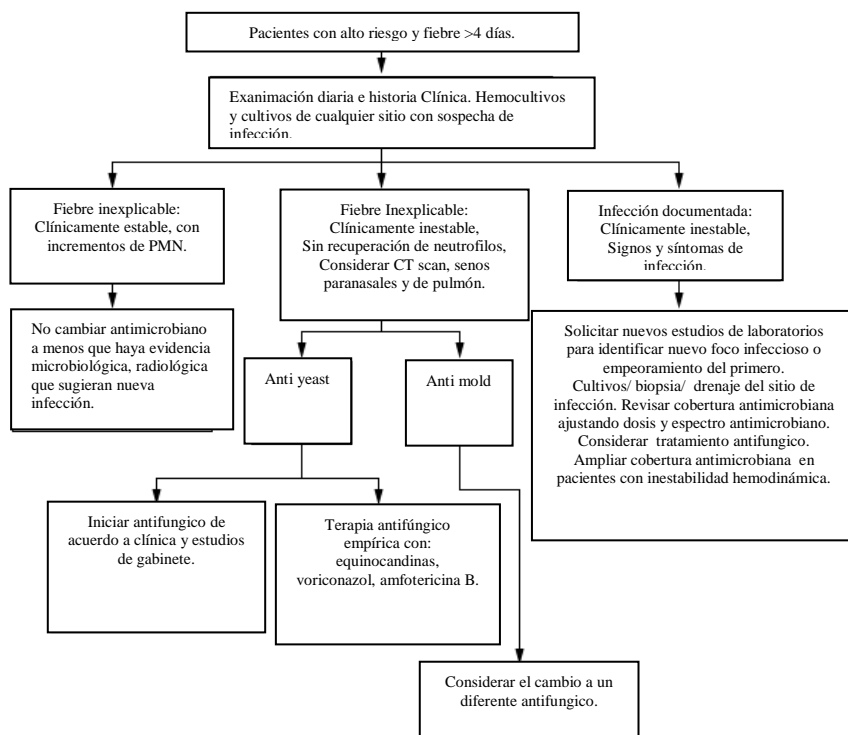 Pacientes con alto riesgo y fiebre >4 días.
Exanimación diaria e historia Clínica. Hemocultivos
y cultivos de cualquier sitio con sospecha de
infección.
Fiebre inexplicable:
Clínicamente estable, con
incrementos de PMN.
Fiebre Inexplicable:
Clínicamente inestable,
Sin recuperación de neutrofilos,
Considerar CT scan, senos
paranasales y de pulmón.
Infección documentada:
Clínicamente inestable,
Signos y síntomas de
infección.
No cambiar antimicrobiano
a menos que haya evidencia
microbiológica, radiológica
que sugieran nueva
infección.
Anti yeast
Anti mold
Solicitar nuevos estudios de laboratorios
para identificar nuevo foco infeccioso o
empeoramiento del primero.
Cultivos/ biopsia/ drenaje del sitio de
infección. Revisar cobertura antimicrobiana
ajustando dosis y espectro antimicrobiano.
Considerar tratamiento antifungico.
Ampliar cobertura antimicrobiana en
pacientes con inestabilidad hemodinámica.
Iniciar antifungico de
acuerdo a clínica y estudios
de gabinete.
Terapia antifúngico
empírica con:
equinocandinas,
voriconazol, amfotericina B.
Considerar el cambio a un
diferente antifungico.